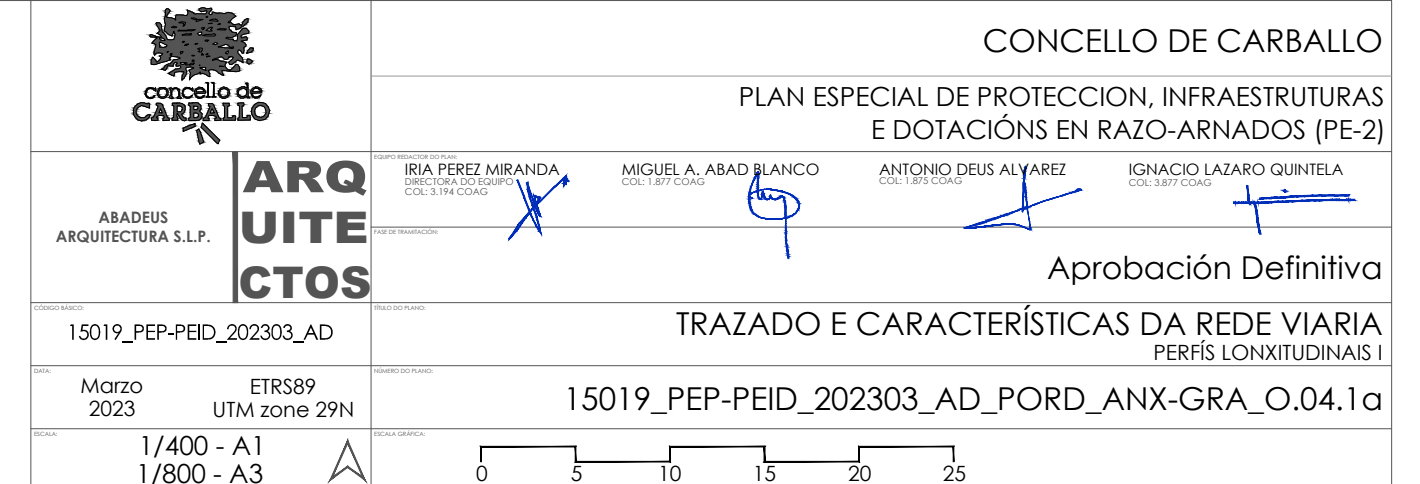 concello de
CARBALLO
CONCELLO DE CARBALLO
PLAN ESPECIAL DE PROTECCION, INFRAESTRUTURAS
E DOTACIÓNS EN RAZO-ARNADOS (PE-2)
ABADEUS
ARQUITECTURA S.L.P.
ARQ
UITE
CTOS
EQUIPO REDACTOR DO PLAN:
IRIA PEREZ MIRANDA
DIRECTORA DO EQUIPO
COL: 3.194 COAG
MIGUEL A. ABAD BLANCO
COL: 1.877 COAG
ANTONIO DEUS ALVAREZ
COL: 1.875 COAG
IGNACIO LAZARO QUINTELA
COL: 3.877 COAG
FASE DE TRAMITACIÓN:
Aprobación Definitiva
CÓDIGO BÁSICO:
15019_PEP-PEID_202303_AD
TÍTULO DO PLANO:
TRAZADO E CARACTERÍSTICAS DA REDE VIARIA
PERFÍS LONXITUDINAIS I
DATA:
Marzo
2023
ETRS89
UTM zone 29N
NÚMERO DO PLANO:
15019_PEP-PEID_202303_AD_PORD_ANX-GRA_O.04.1a
ESCALA:
1/400 - A1
1/800 - A3
ESCALA GRÁFICA:
0 5 10 15 20 25